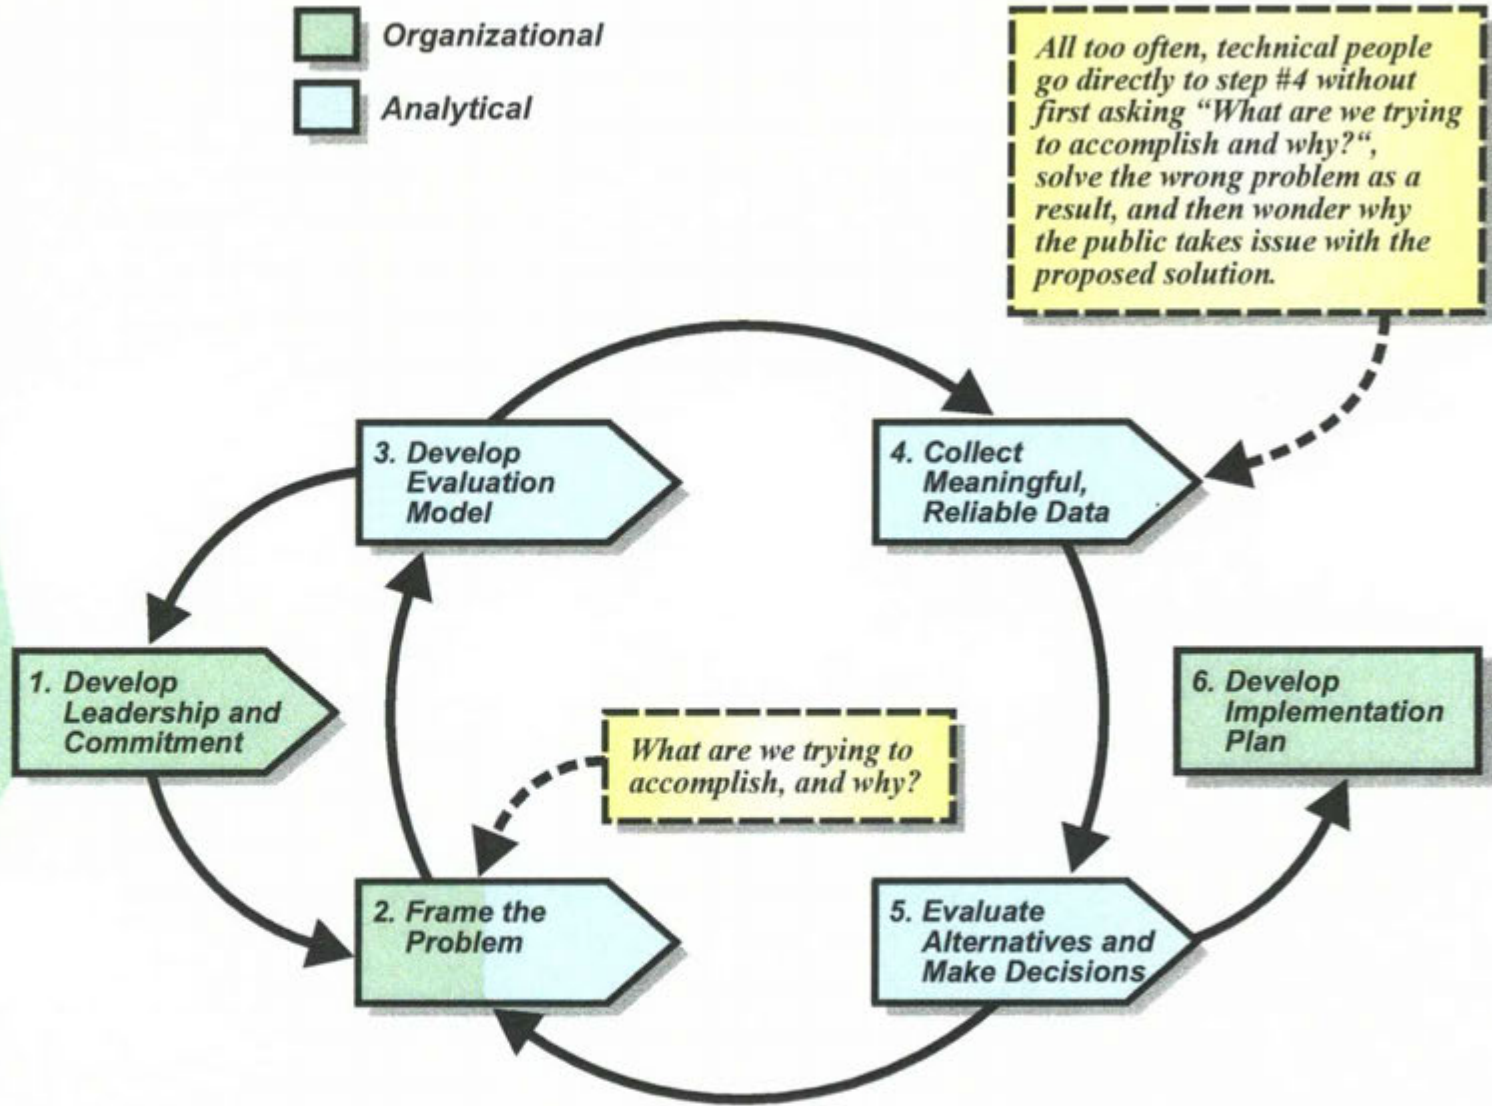 Organizational
Analytical
All too often, technical people
go directly to step #4 without
first asking “What are we trying
to accomplish and why?“,
solve the wrong problem as a
result, and then wonder why
the public takes issue with the
proposed solution.
3. Develop
Evaluation
Model
4. Collect
Meaningful,
Reliable Data
1. Develop
Leadership and
Commitment
6. Develop
Implementation
Plan
What are we trying to
accomplish, and why?
2. Frame the
Problem
5. Evaluate
Alternatives and
Make Decisions